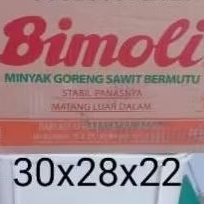 Bimoli
MINYAK GORENG SAWIT BERMUTU
STABIL PANASNYA
MATANG LUAR DALAM
30x28x22